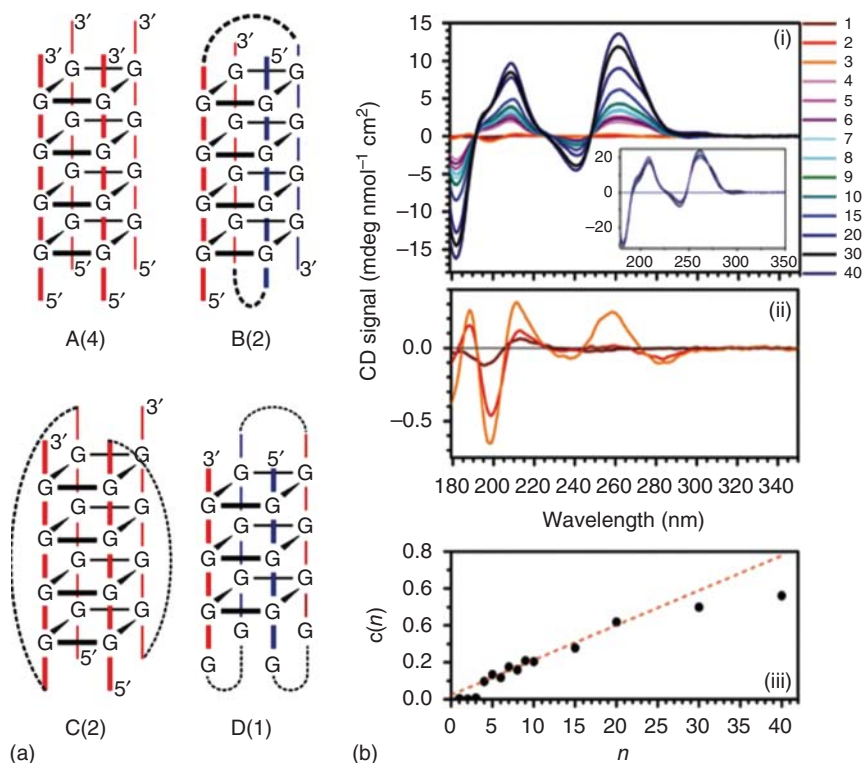 3′ 3′
3′ 3′
G G
G G
G G
G G
G G
G G
5′ 5′
5′ 5′
A(4)
3′ 5′
G G
G G
G G
G G
G G
G G
5′ 3′
B(2)
3′
3′
G G
G G
G G
G G
G G
G G
5′
5′
C(2)
3′ 5′
G G
G G
G G
G G
G G
G G
G G
D(1)
(a)
CD signal (mdeg nmol⁻¹ cm²)
15
10
5
0
−5
−10
−15
(i)
20
0
−20
200 250 300 350
1
2
3
4
5
6
7
8
9
10
15
20
30
40
0.0
−0.5
(ii)
180 200 220 240 260 280 300 320 340
Wavelength (nm)
c(n)
0.8
0.6
0.2
0.0
(iii)
0 5 10 15 20 25 30 35 40
n
(b)